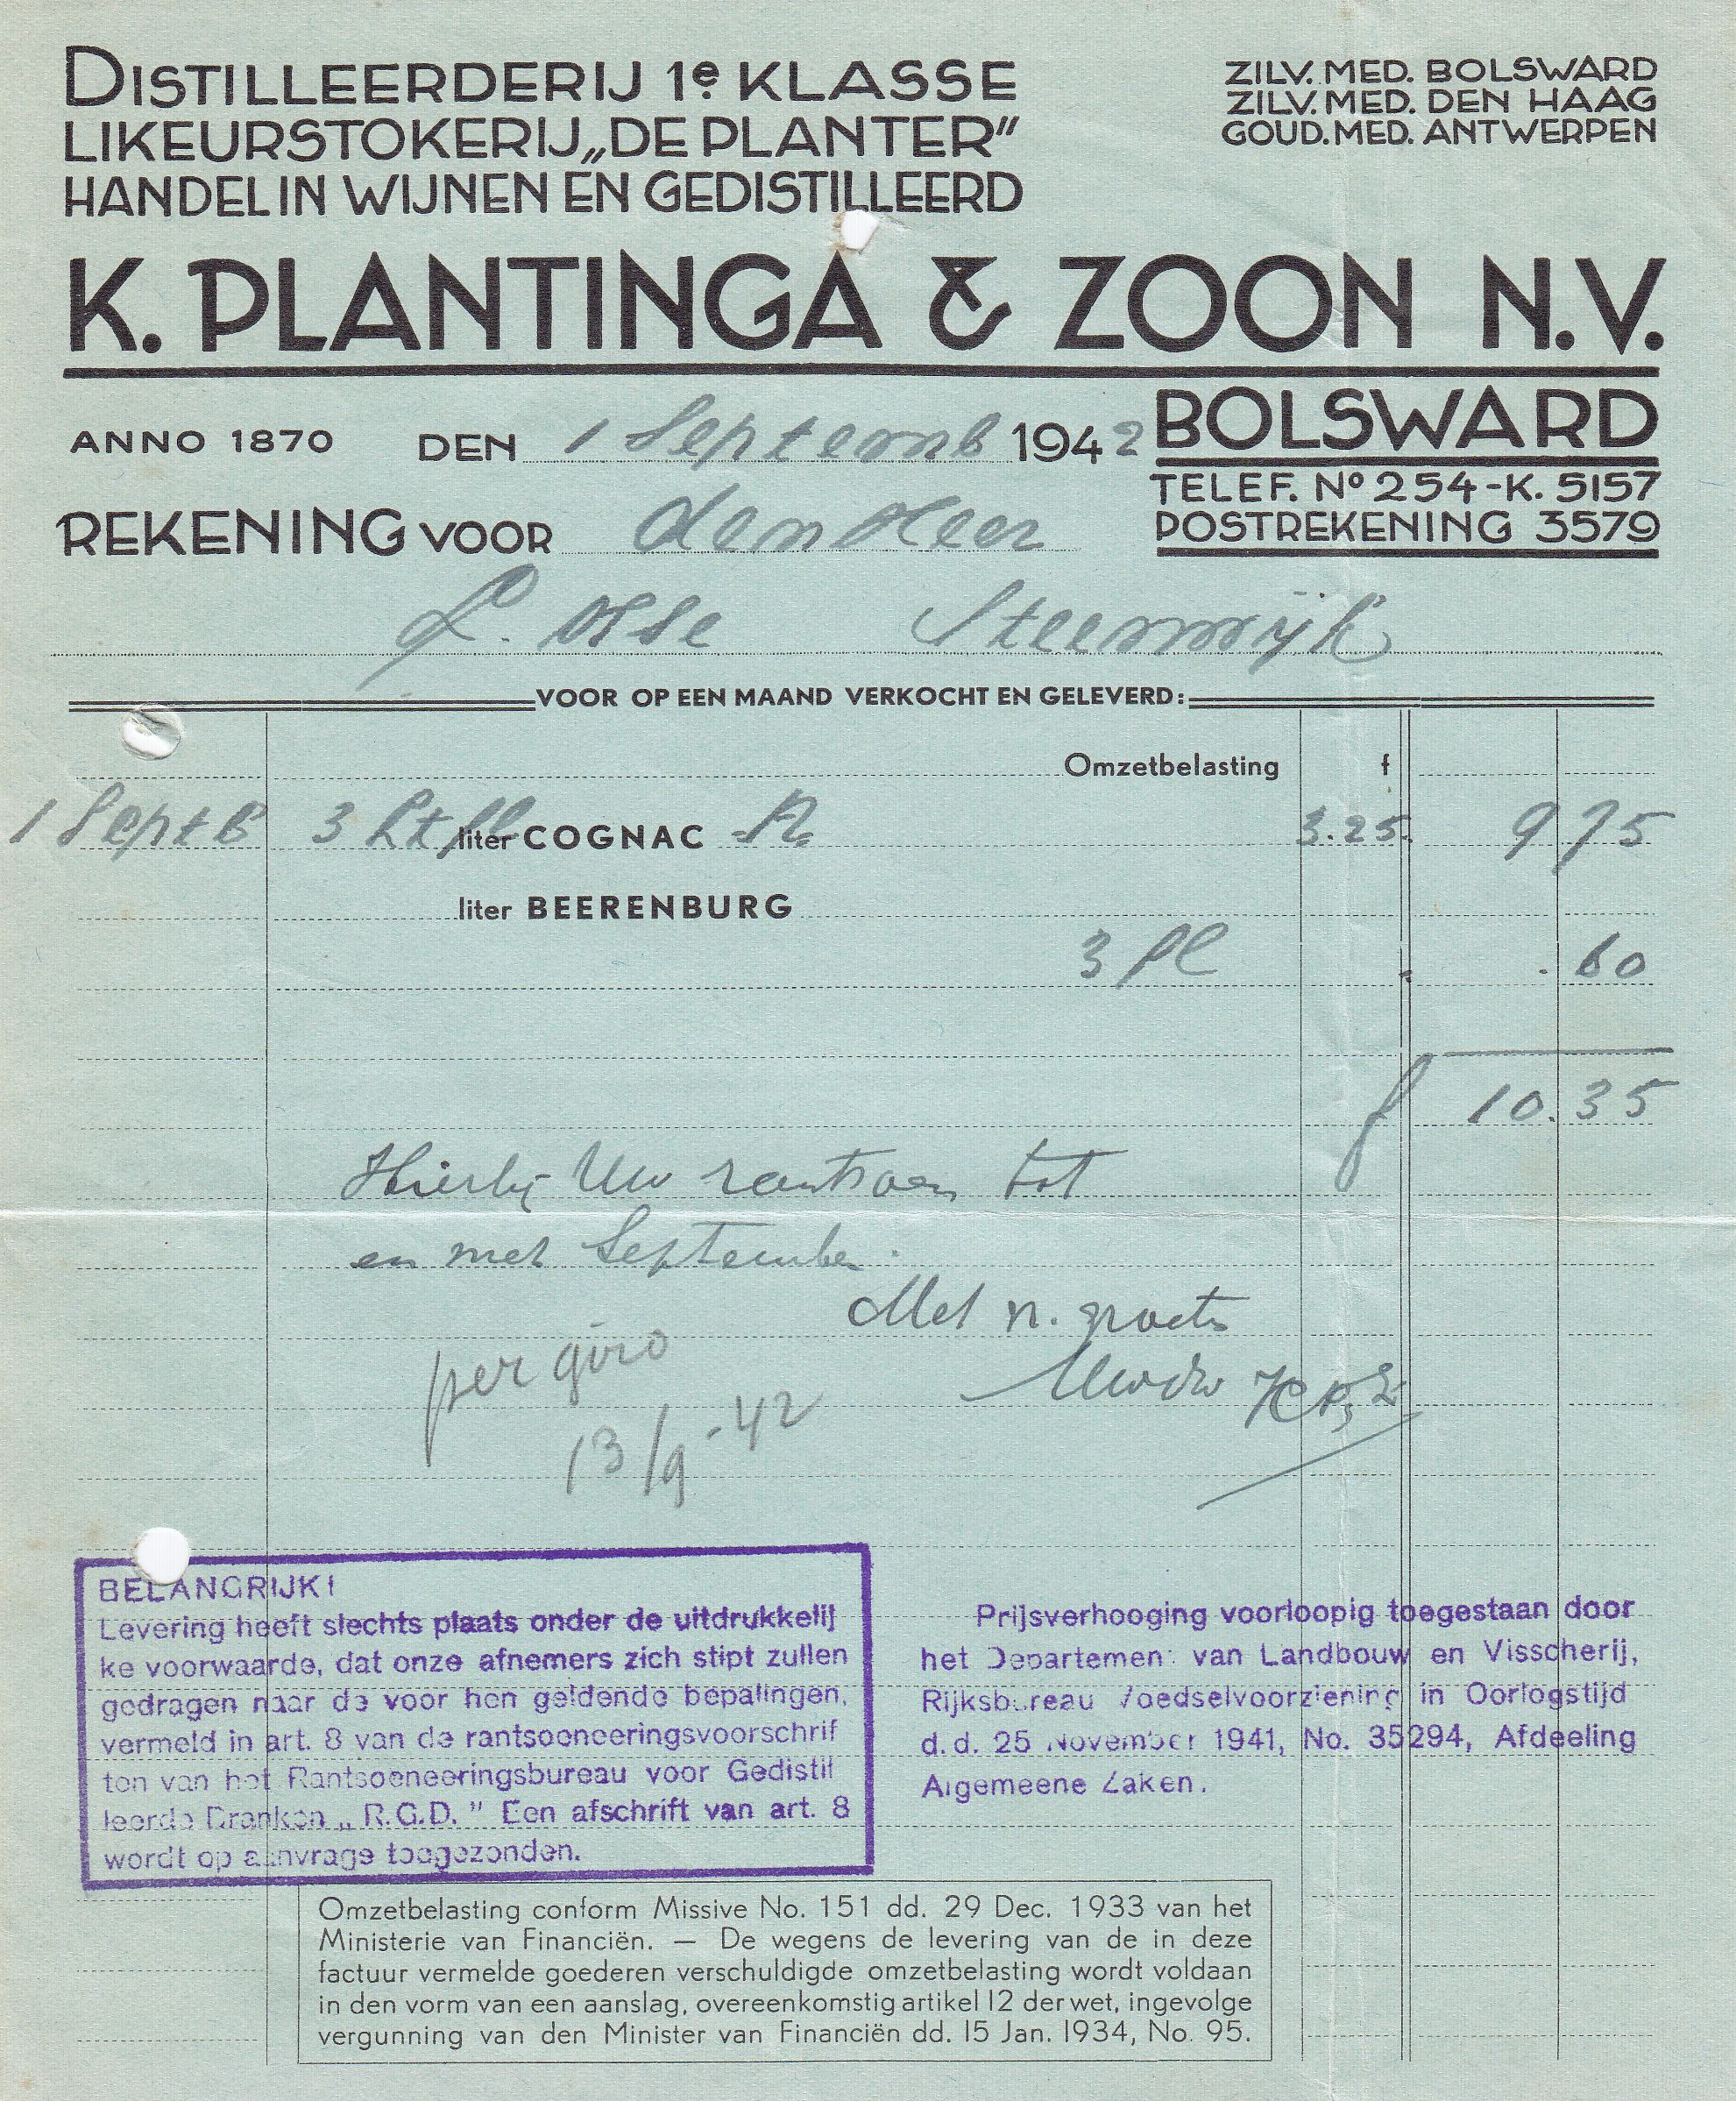 DISTILLEERDERIJ 1e KLASSE
LIKEURSTOKERIJ „DE PLANTER”
HANDEL IN WIJNEN EN GEDISTILLEERD
ZILV. MED. BOLSWARD
ZILV. MED. DEN HAAG
GOUD. MED. ANTWERPEN
K. PLANTINGA & ZOON N.V.
BOLSWARD
TELEF. No 254-K. 5157
POSTREKENING 3579
ANNO 1870 DEN 1 Septemb 1942
REKENING VOOR den Heer
Steenwijk
VOOR OP EEN MAAND VERKOCHT EN GELEVERD:
Omzetbelasting f
1 Septb 3 Lt fl liter COGNAC 3.25 9 75
liter BEERENBURG
3 fl . 60
f 10.35
Hierbij Uw rantsoen tot
en met September.
Met n. groets
per giro
13/9-42
BELANGRIJK!
Levering heeft slechts plaats onder de uitdrukkelij
ke voorwaarde, dat onze afnemers zich stipt zullen
gedragen naar de voor hen geldende bepalingen,
vermeld in art. 8 van de rantsoeneeringsvoorschrif
ten van het Rantsoeneeringsbureau voor Gedistil
leerde Dranken „R.G.D.” Een afschrift van art. 8
wordt op aanvrage toegezonden.
Prijsverhooging voorloopig toegestaan door
het Departement van Landbouw en Visscherij,
Rijksbureau Voedselvoorziening in Oorlogstijd
d.d. 25 November 1941, No. 35294, Afdeeling
Algemeene Zaken.
Omzetbelasting conform Missive No. 151 dd. 29 Dec. 1933 van het
Ministerie van Financiën. — De wegens de levering van de in deze
factuur vermelde goederen verschuldigde omzetbelasting wordt voldaan
in den vorm van een aanslag, overeenkomstig artikel 12 der wet, ingevolge
vergunning van den Minister van Financiën dd. 15 Jan. 1934, No. 95.